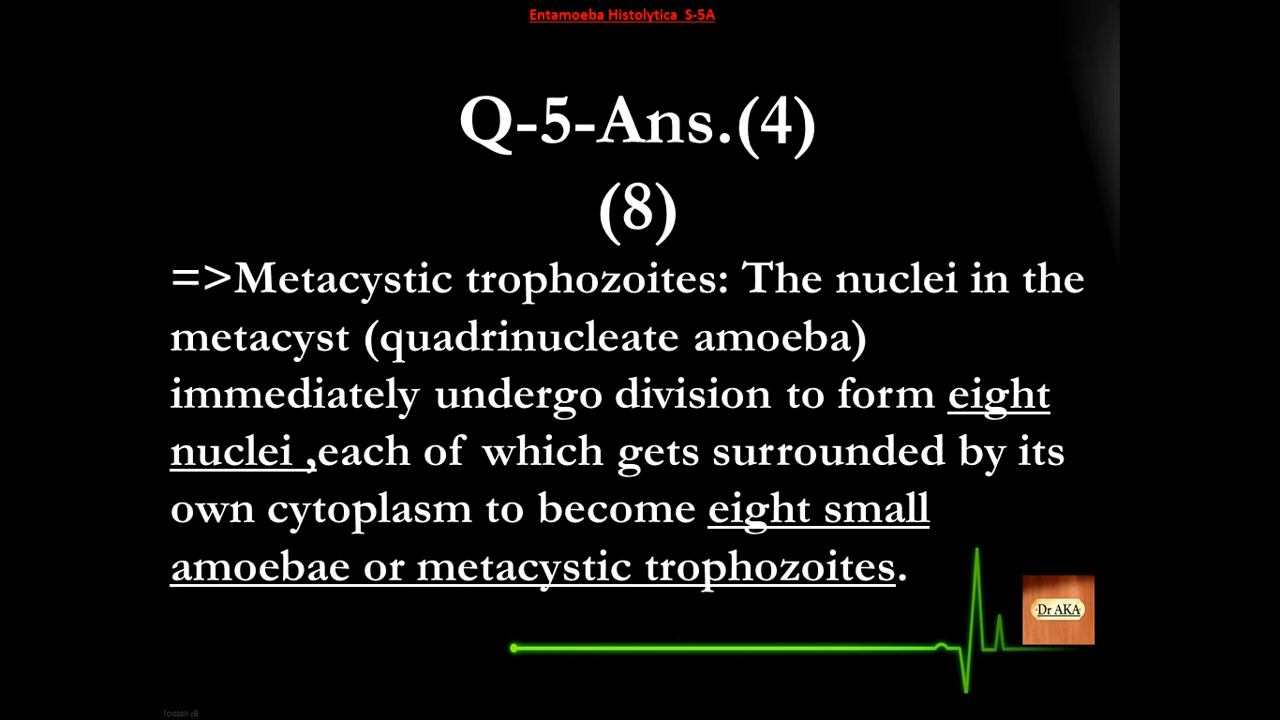 Entamoeba Histolytica S-5A
Q-5-Ans.(4)
(8)
=>Metacystic trophozoites: The nuclei in the
metacyst (quadrinucleate amoeba)
immediately undergo division to form eight
nuclei ,each of which gets surrounded by its
own cytoplasm to become eight small
amoebae or metacystic trophozoites.
Dr AKA